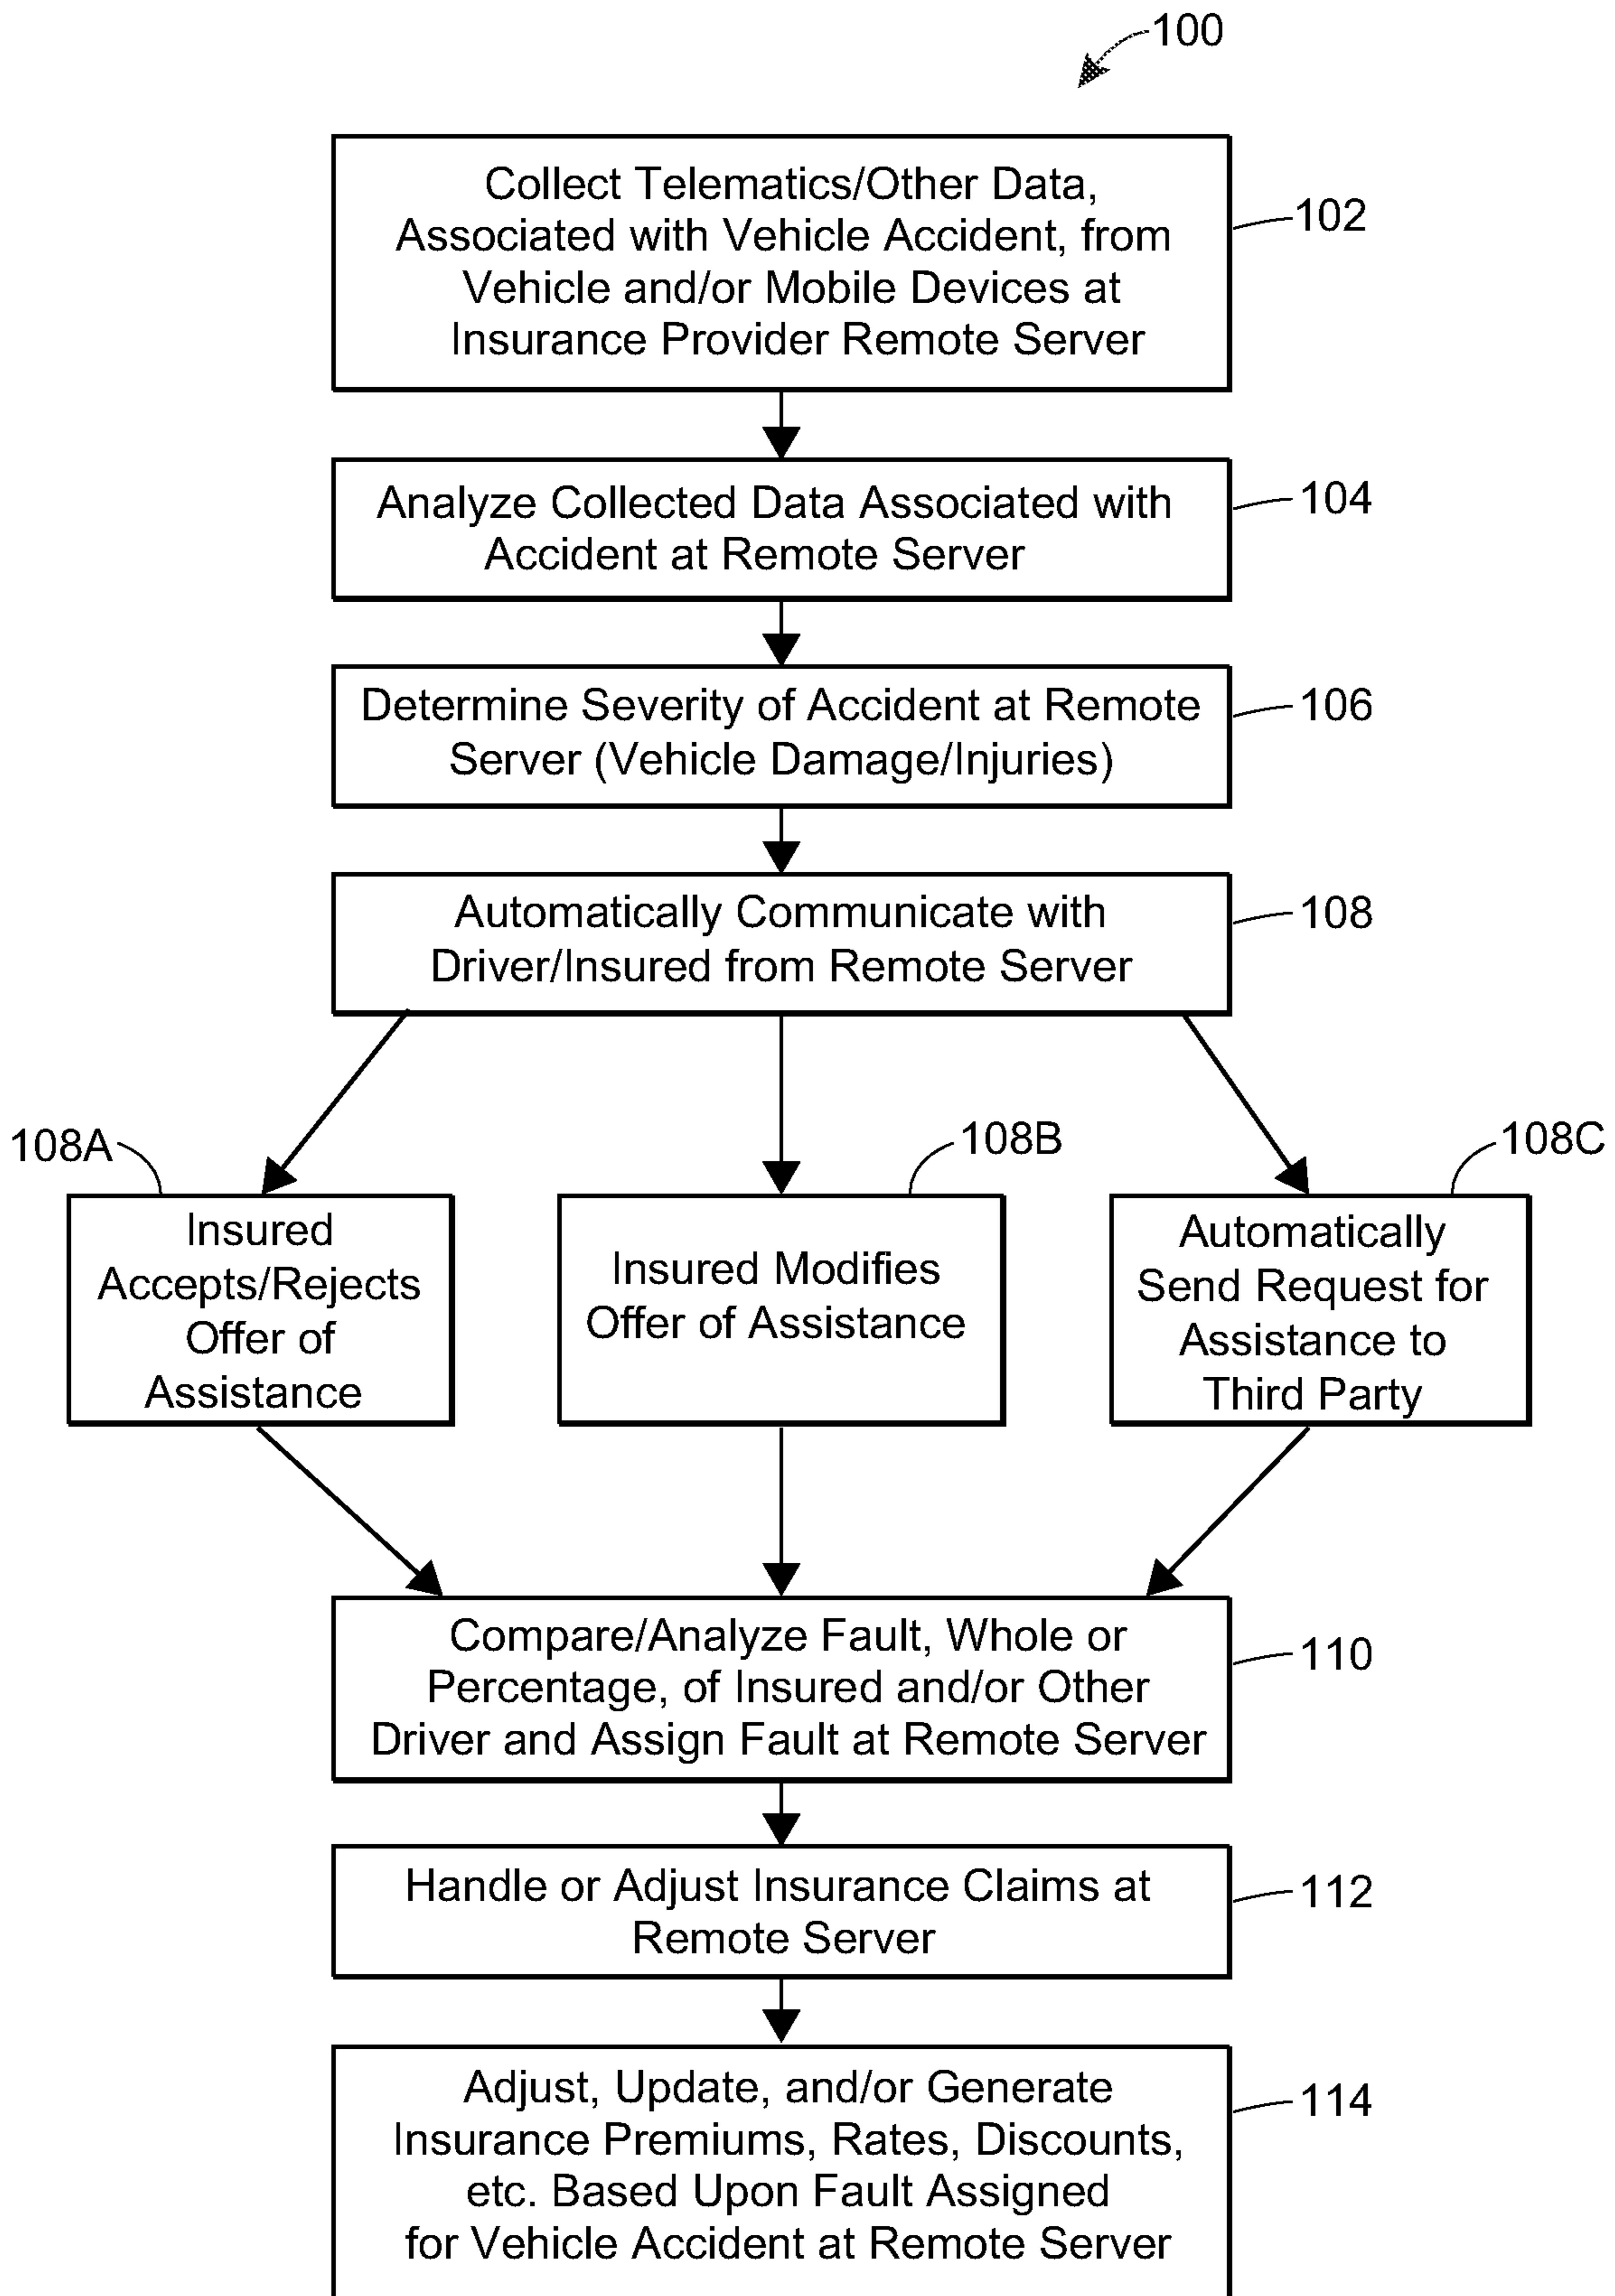 100
Collect Telematics/Other Data,
Associated with Vehicle Accident, from
Vehicle and/or Mobile Devices at
Insurance Provider Remote Server
102
Analyze Collected Data Associated with
Accident at Remote Server
104
Determine Severity of Accident at Remote
Server (Vehicle Damage/Injuries)
106
Automatically Communicate with
Driver/Insured from Remote Server
108
108A
Insured
Accepts/Rejects
Offer of
Assistance
108B
Insured Modifies
Offer of Assistance
108C
Automatically
Send Request for
Assistance to
Third Party
Compare/Analyze Fault, Whole or
Percentage, of Insured and/or Other
Driver and Assign Fault at Remote Server
110
Handle or Adjust Insurance Claims at
Remote Server
112
Adjust, Update, and/or Generate
Insurance Premiums, Rates, Discounts,
etc. Based Upon Fault Assigned
for Vehicle Accident at Remote Server
114